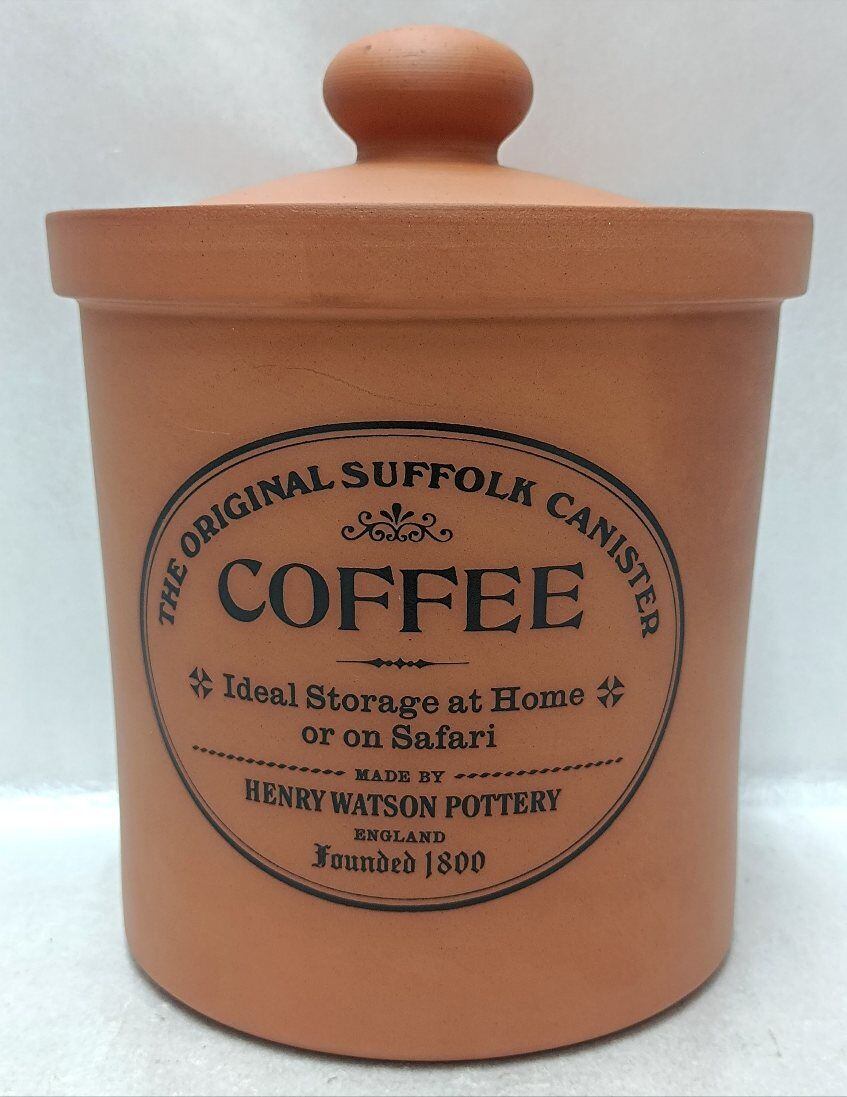 THE ORIGINAL SUFFOLK CANISTER
COFFEE
Ideal Storage at Home
or on Safari
MADE BY
HENRY WATSON POTTERY
ENGLAND
Founded 1800